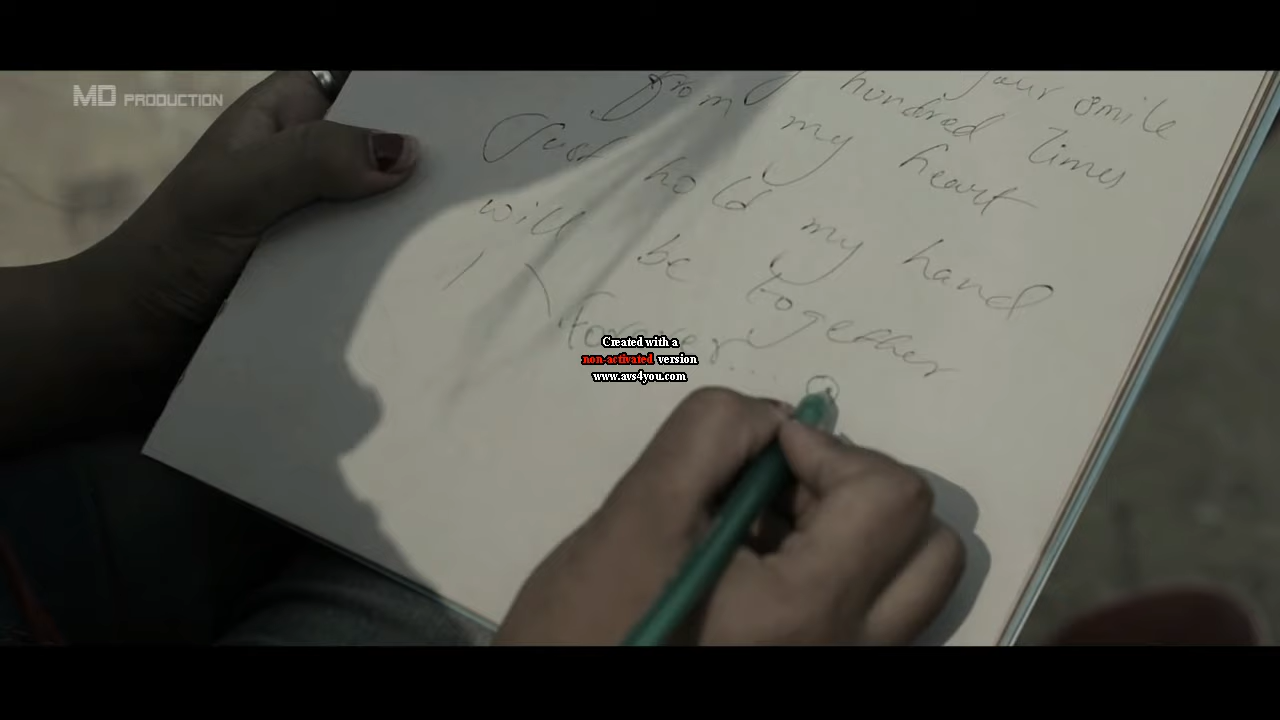 MD PRODUCTION
your smile
hundred times
from my heart
Just hold my hand
will be together
forever...
Created with a
non-activated version
www.avs4you.com